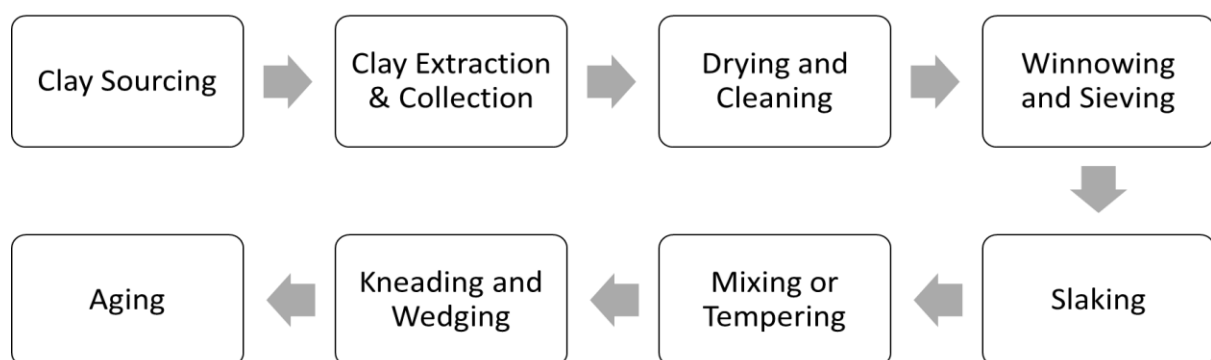 Clay Sourcing
Clay Extraction
& Collection
Drying and
Cleaning
Winnowing
and Sieving
Slaking
Mixing or
Tempering
Kneading and
Wedging
Aging